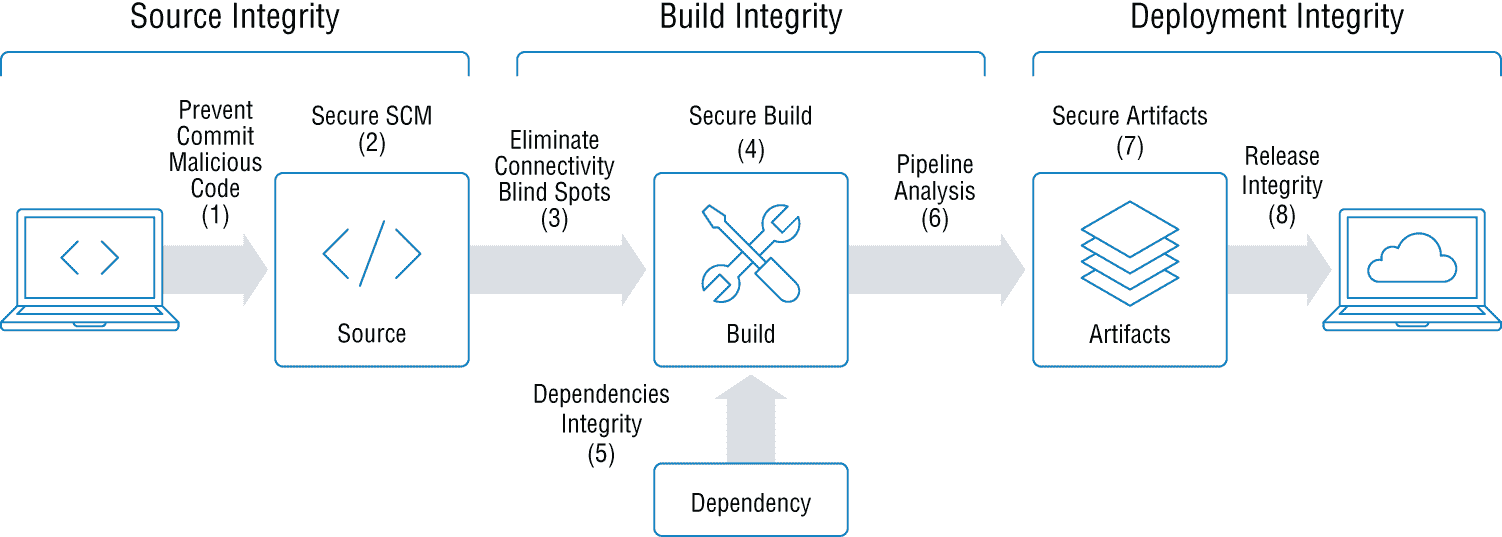 Source Integrity
Build Integrity
Deployment Integrity
Prevent
Commit
Malicious
Code
(1)
Secure SCM
(2)
Eliminate
Connectivity
Blind Spots
(3)
Secure Build
(4)
Pipeline
Analysis
(6)
Secure Artifacts
(7)
Release
Integrity
(8)
Source
Build
Artifacts
Dependencies
Integrity
(5)
Dependency